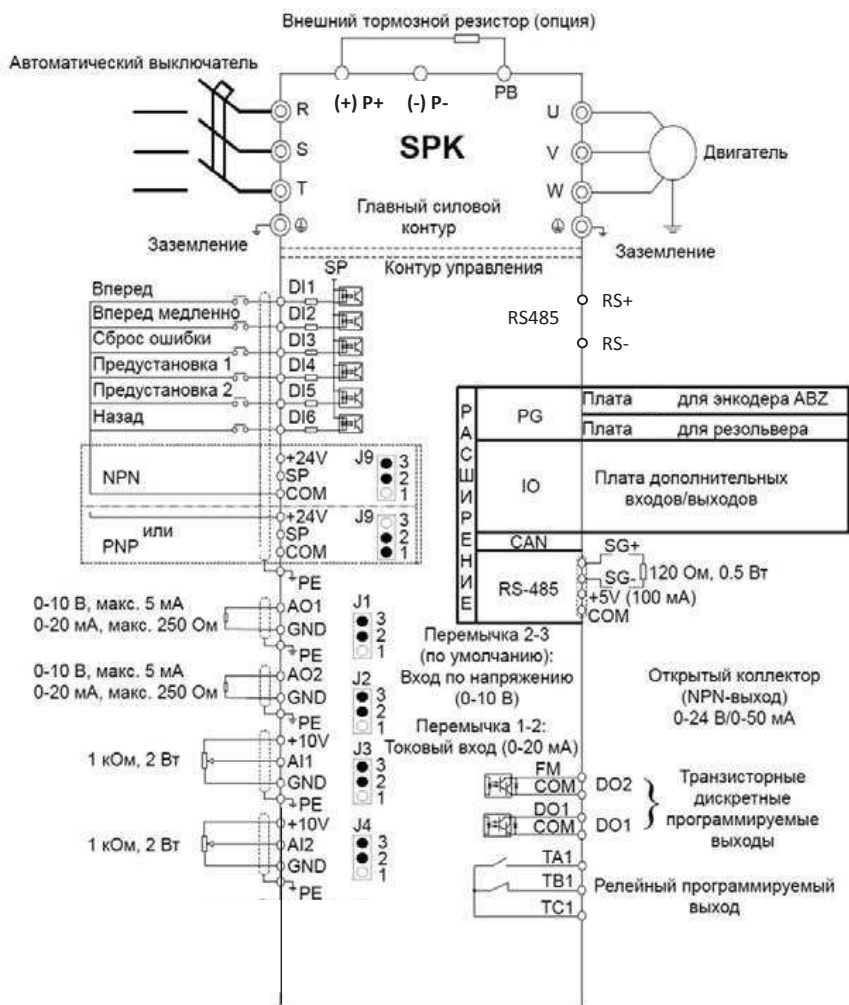 Внешний тормозной резистор (опция)
Автоматический выключатель
(+) P+
(-) P-
PB
R
S
T
SPK
U
V
W
Двигатель
Главный силовой
контур
Заземление
Заземление
SP
Контур управления
Вперед
DI1
Вперед медленно
DI2
Сброс ошибки
DI3
Предустановка 1
DI4
Предустановка 2
DI5
Назад
DI6
RS485
RS+
RS-
NPN
+24V
SP
COM
J9
3
2
1
или
PNP
+24V
SP
COM
J9
3
2
1
PE
РАСШИРЕНИЕ
PG
Плата для энкодера ABZ
Плата для резольвера
IO
Плата дополнительных
входов/выходов
CAN
RS-485
SG+
SG-
120 Ом, 0.5 Вт
+5V (100 мА)
COM
0-10 В, макс. 5 мА
0-20 мА, макс. 250 Ом
AO1
GND
PE
J1
3
2
1
0-10 В, макс. 5 мА
0-20 мА, макс. 250 Ом
AO2
GND
PE
J2
3
2
1
1 кОм, 2 Вт
+10V
AI1
GND
PE
J3
3
2
1
1 кОм, 2 Вт
+10V
AI2
GND
PE
J4
3
2
1
Перемычка 2-3
(по умолчанию):
Вход по напряжению
(0-10 В)
Перемычка 1-2:
Токовый вход (0-20 мА)
Открытый коллектор
(NPN-выход)
0-24 В/0-50 мА
FM
COM
DO2
DO1
COM
DO1
Транзисторные
дискретные
программируемые
выходы
TA1
TB1
TC1
Релейный программируемый
выход